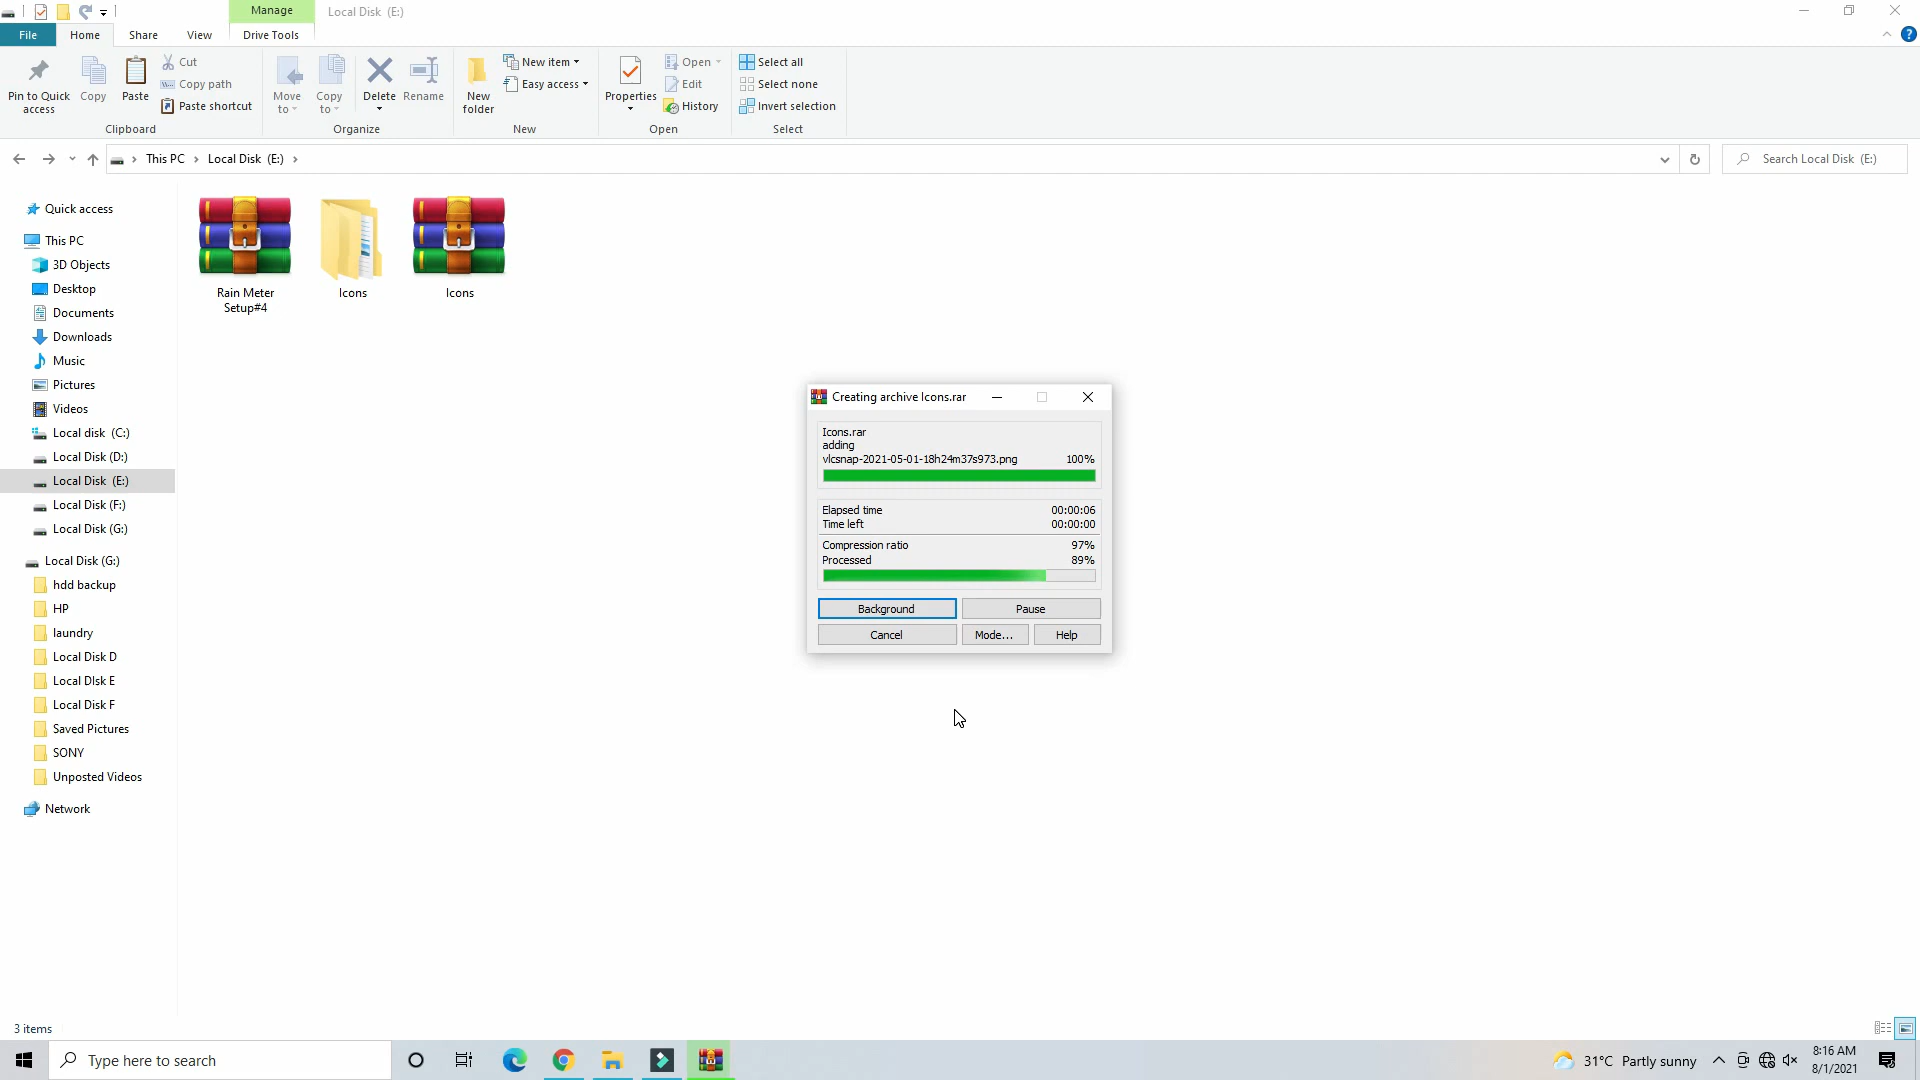 Manage
Local Disk (E:)
File
Home
Share
View
Drive Tools
Pin to Quick
access
Copy
Paste
Cut
Copy path
Paste shortcut
Clipboard
Move
to
Copy
to
Delete
Rename
Organize
New
folder
New item
Easy access
New
Properties
Open
Edit
History
Open
Select all
Select none
Invert selection
Select
This PC
Local Disk (E:)
Search Local Disk (E:)
Quick access
This PC
3D Objects
Desktop
Documents
Downloads
Music
Pictures
Videos
Local disk (C:)
Local Disk (D:)
Local Disk (E:)
Local Disk (F:)
Local Disk (G:)
Local Disk (G:)
hdd backup
HP
laundry
Local Disk D
Local DIsk E
Local Disk F
Saved Pictures
SONY
Unposted Videos
Network
Rain Meter
Setup#4
Icons
Icons
Creating archive Icons.rar
Icons.rar
adding
vlcsnap-2021-05-01-18h24m37s973.png 100%
Elapsed time 00:00:06
Time left 00:00:00
Compression ratio 97%
Processed 89%
Background
Pause
Cancel
Mode...
Help
3 items
Type here to search
31°C Partly sunny
8:16 AM
8/1/2021